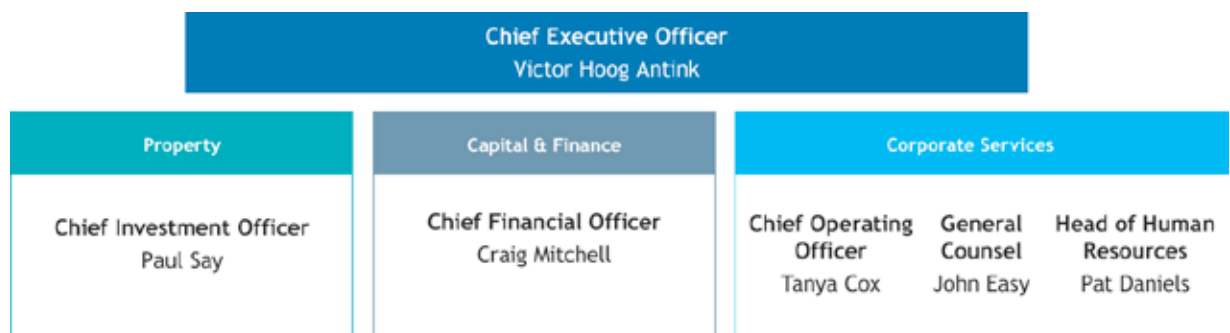 Chief Executive Officer
Victor Hoog Antink
Property
Chief Investment Officer
Paul Say
Capital & Finance
Chief Financial Officer
Craig Mitchell
Corporate Services
Chief Operating
Officer
Tanya Cox
General
Counsel
John Easy
Head of Human
Resources
Pat Daniels